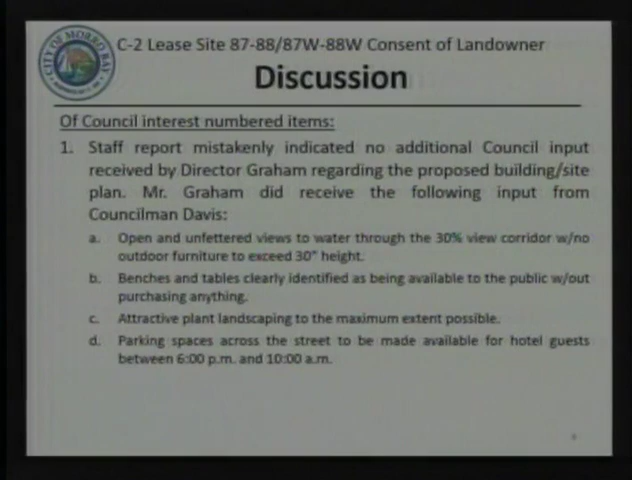 CITY OF MORRO BAY
C-2 Lease Site 87-88/87W-88W Consent of Landowner
Discussion
Of Council interest numbered items:
1. Staff report mistakenly indicated no additional Council input
received by Director Graham regarding the proposed building/site
plan. Mr. Graham did receive the following input from
Councilman Davis:
a. Open and unfettered views to water through the 30% view corridor w/no
outdoor furniture to exceed 30" height.
b. Benches and tables clearly identified as being available to the public w/out
purchasing anything.
c. Attractive plant landscaping to the maximum extent possible.
d. Parking spaces across the street to be made available for hotel guests
between 6:00 p.m. and 10:00 a.m.